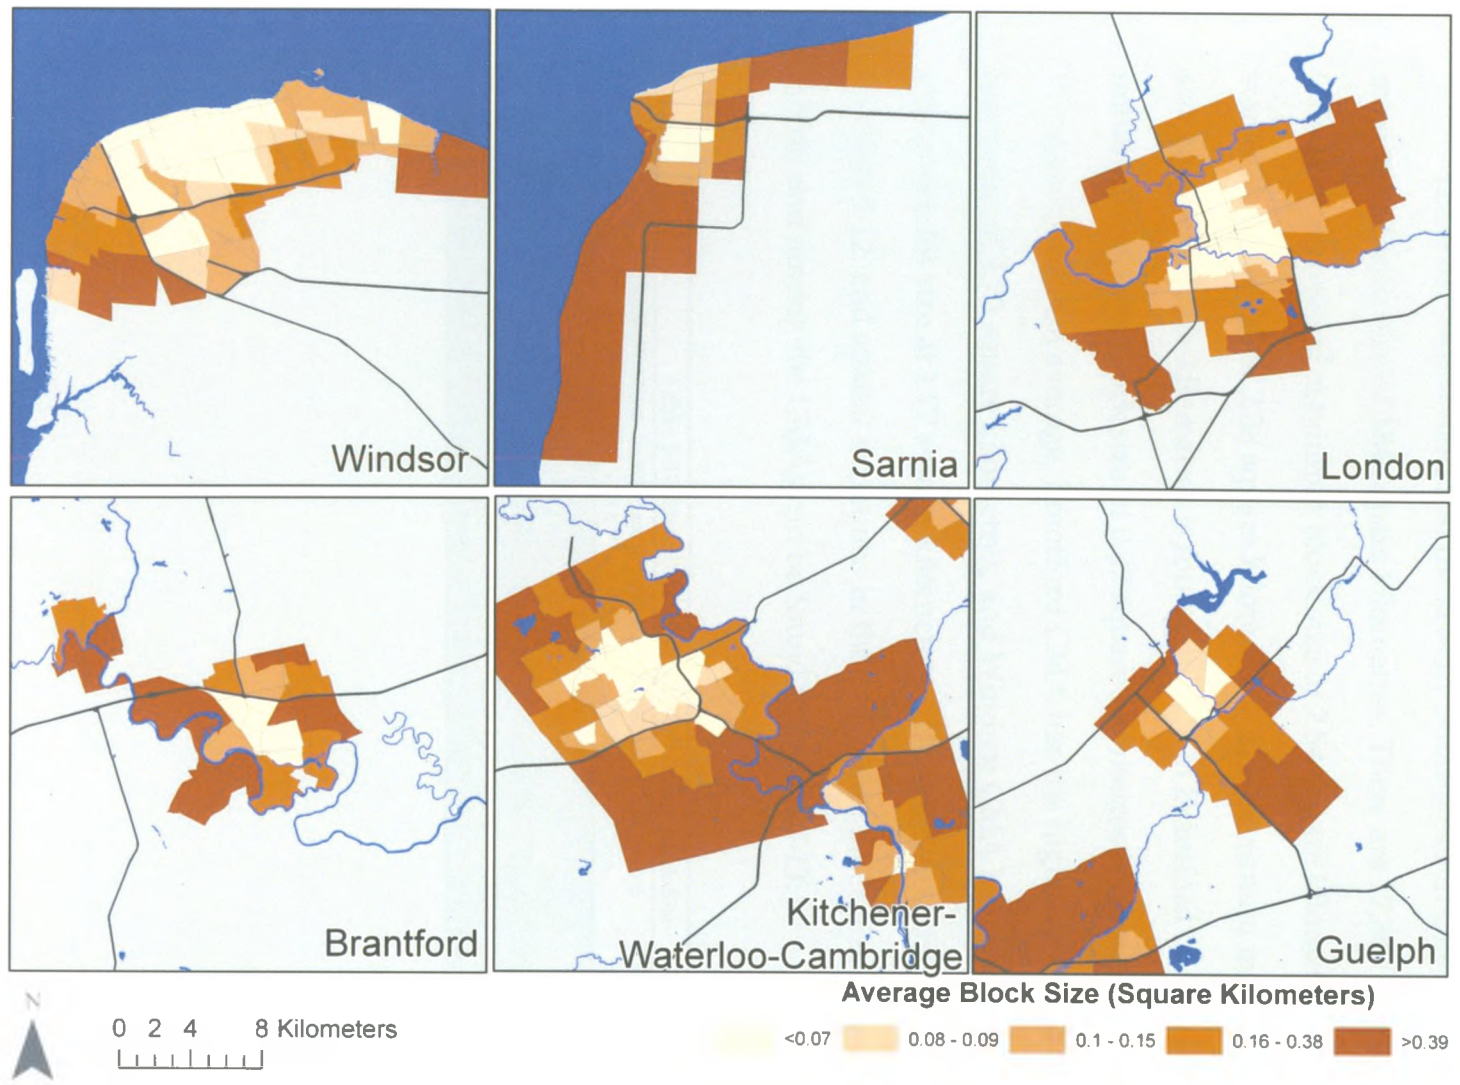 Windsor
Sarnia
London
Brantford
Kitchener-
Waterloo-Cambridge
Guelph
N
0 2 4 8 Kilometers
Average Block Size (Square Kilometers)
<0.07 0.08 - 0.09 0.1 - 0.15 0.16 - 0.38 >0.39